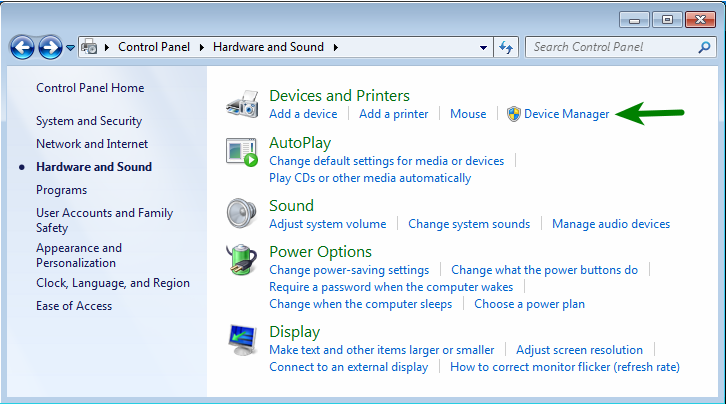 Control Panel Hardware and Sound Search Control Panel
Control Panel Home
System and Security
Network and Internet
Hardware and Sound
Programs
User Accounts and Family
Safety
Appearance and
Personalization
Clock, Language, and Region
Ease of Access
Devices and Printers
Add a device Add a printer Mouse Device Manager
AutoPlay
Change default settings for media or devices
Play CDs or other media automatically
Sound
Adjust system volume Change system sounds Manage audio devices
Power Options
Change power-saving settings Change what the power buttons do
Require a password when the computer wakes
Change when the computer sleeps Choose a power plan
Display
Make text and other items larger or smaller Adjust screen resolution
Connect to an external display How to correct monitor flicker (refresh rate)